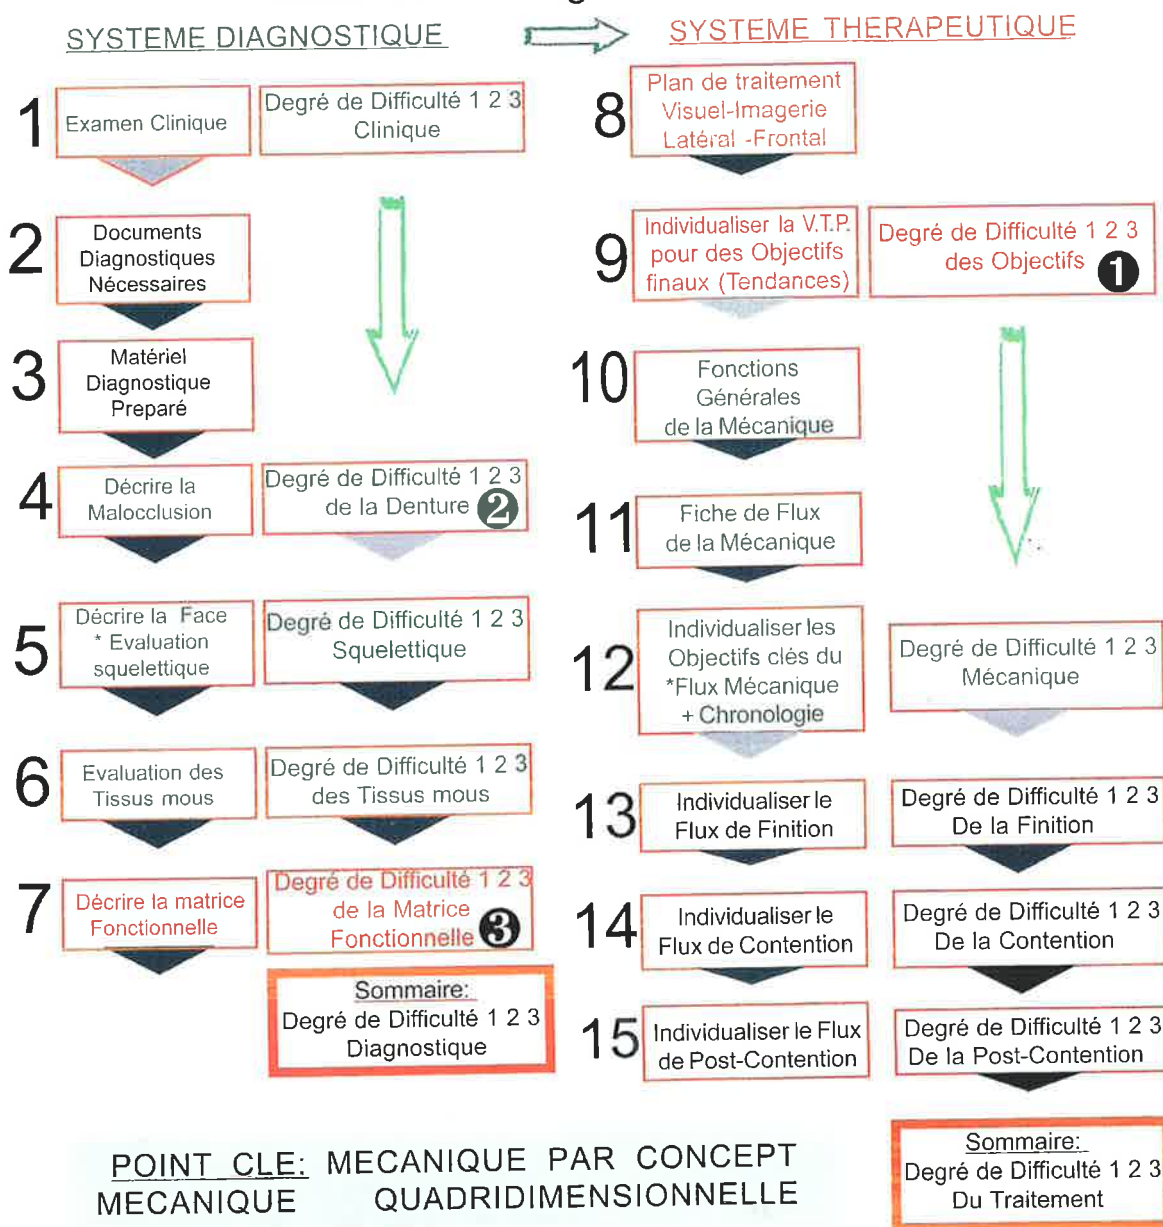 SYSTEME DIAGNOSTIQUE
SYSTEME THERAPEUTIQUE
1
Examen Clinique
Degré de Difficulté 1 2 3
Clinique
2
Documents
Diagnostiques
Nécessaires
3
Matériel
Diagnostique
Preparé
4
Décrire la
Malocclusion
Degré de Difficulté 1 2 3
de la Denture 2
5
Décrire la Face
* Evaluation
squelettique
Degré de Difficulté 1 2 3
Squelettique
6
Evaluation des
Tissus mous
Degré de Difficulté 1 2 3
des Tissus mous
7
Décrire la matrice
Fonctionnelle
Degré de Difficulté 1 2 3
de la Matrice
Fonctionnelle 3
Sommaire:
Degré de Difficulté 1 2 3
Diagnostique
8
Plan de traitement
Visuel-Imagerie
Latéral -Frontal
9
Individualiser la V.T.P.
pour des Objectifs
finaux (Tendances)
Degré de Difficulté 1 2 3
des Objectifs 1
10
Fonctions
Générales
de la Mécanique
11
Fiche de Flux
de la Mécanique
12
Individualiser les
Objectifs clés du
*Flux Mécanique
+ Chronologie
Degré de Difficulté 1 2 3
Mécanique
13
Individualiser le
Flux de Finition
Degré de Difficulté 1 2 3
De la Finition
14
Individualiser le
Flux de Contention
Degré de Difficulté 1 2 3
De la Contention
15
Individualiser le Flux
de Post-Contention
Degré de Difficulté 1 2 3
De la Post-Contention
Sommaire:
Degré de Difficulté 1 2 3
Du Traitement
POINT CLE: MECANIQUE PAR CONCEPT
MECANIQUE QUADRIDIMENSIONNELLE